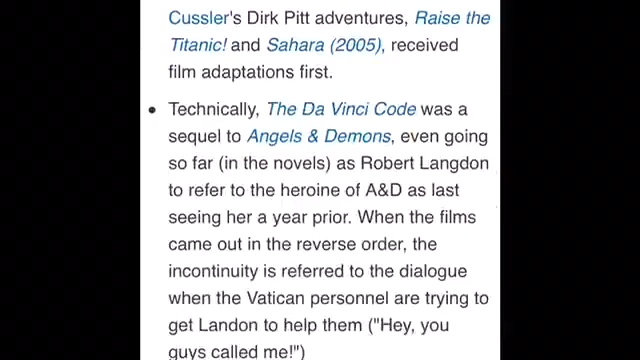 Cussler's Dirk Pitt adventures, Raise the
Titanic! and Sahara (2005), received
film adaptations first.
• Technically, The Da Vinci Code was a
sequel to Angels & Demons, even going
so far (in the novels) as Robert Langdon
to refer to the heroine of A&D as last
seeing her a year prior. When the films
came out in the reverse order, the
incontinuity is referred to the dialogue
when the Vatican personnel are trying to
get Landon to help them ("Hey, you
guys called me!")